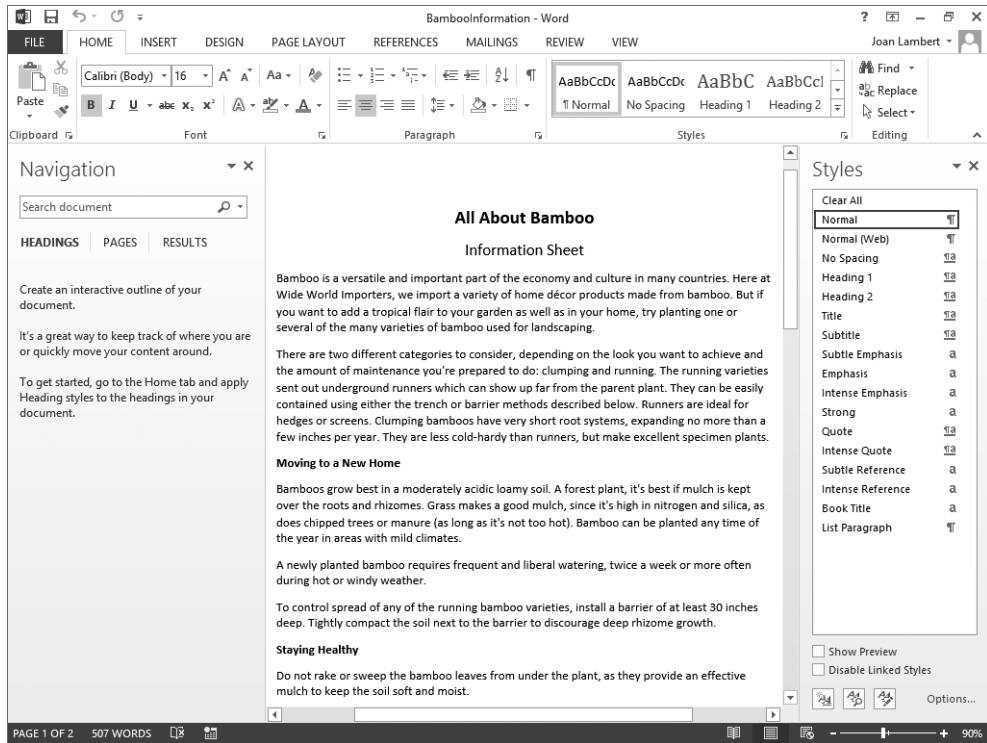 BambooInformation - Word
FILE HOME INSERT DESIGN PAGE LAYOUT REFERENCES MAILINGS REVIEW VIEW Joan Lambert
Paste
Calibri (Body) 16
AaBbCcDc AaBbCcDc AaBbC AaBbCcl
¶ Normal No Spacing Heading 1 Heading 2
Find
Replace
Select
Clipboard Font Paragraph Styles Editing
Navigation
Search document
HEADINGS PAGES RESULTS
Create an interactive outline of your
document.
It's a great way to keep track of where you are
or quickly move your content around.
To get started, go to the Home tab and apply
Heading styles to the headings in your
document.
All About Bamboo
Information Sheet
Bamboo is a versatile and important part of the economy and culture in many countries. Here at
Wide World Importers, we import a variety of home décor products made from bamboo. But if
you want to add a tropical flair to your garden as well as in your home, try planting one or
several of the many varieties of bamboo used for landscaping.
There are two different categories to consider, depending on the look you want to achieve and
the amount of maintenance you're prepared to do: clumping and running. The running varieties
sent out underground runners which can show up far from the parent plant. They can be easily
contained using either the trench or barrier methods described below. Runners are ideal for
hedges or screens. Clumping bamboos have very short root systems, expanding no more than a
few inches per year. They are less cold-hardy than runners, but make excellent specimen plants.
Moving to a New Home
Bamboos grow best in a moderately acidic loamy soil. A forest plant, it's best if mulch is kept
over the roots and rhizomes. Grass makes a good mulch, since it's high in nitrogen and silica, as
does chipped trees or manure (as long as it's not too hot). Bamboo can be planted any time of
the year in areas with mild climates.
A newly planted bamboo requires frequent and liberal watering, twice a week or more often
during hot or windy weather.
To control spread of any of the running bamboo varieties, install a barrier of at least 30 inches
deep. Tightly compact the soil next to the barrier to discourage deep rhizome growth.
Staying Healthy
Do not rake or sweep the bamboo leaves from under the plant, as they provide an effective
mulch to keep the soil soft and moist.
Styles
Clear All
Normal ¶
Normal (Web) ¶
No Spacing ¶a
Heading 1 ¶a
Heading 2 ¶a
Title ¶a
Subtitle ¶a
Subtle Emphasis a
Emphasis a
Intense Emphasis a
Strong a
Quote ¶a
Intense Quote ¶a
Subtle Reference a
Intense Reference a
Book Title a
List Paragraph ¶
Show Preview
Disable Linked Styles
Options...
PAGE 1 OF 2 507 WORDS 90%